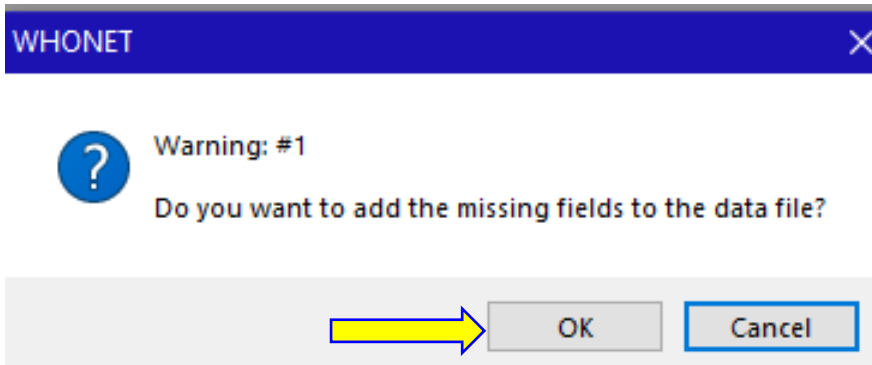 WHONET
Warning: #1
Do you want to add the missing fields to the data file?
OK Cancel